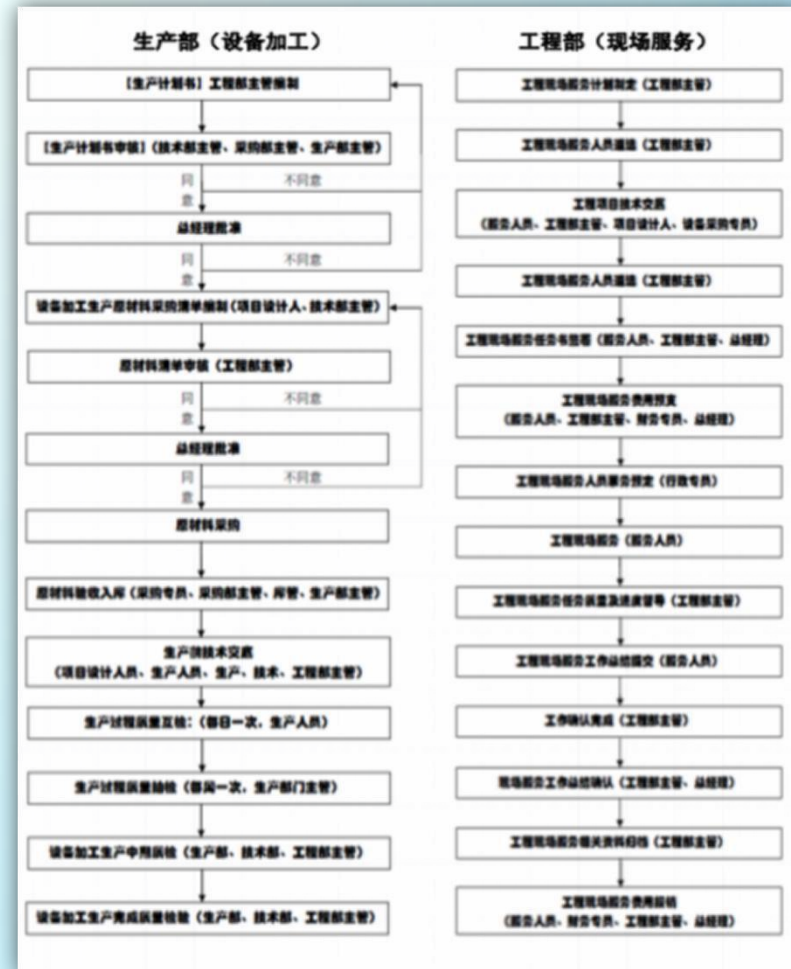 生产部（设备加工）
[生产计划书] 工程部主管编制
[生产计划书审核]（技术部主管、采购部主管、生产部主管）
同
意
不同意
总经理批准
同
意
不同意
设备加工生产原材料采购清单编制(项目设计人、技术部主管）
原材料清单审核（工程部主管）
同
意
不同意
总经理批准
同
意
不同意
原材料采购
原材料验收入库（采购专员、采购部主管、库管、生产部主管）
生产前技术交底
（项目设计人员、生产人员、生产、技术、工程部主管）
生产过程质量互检:（每日一次，生产人员）
生产过程质量抽检（每周一次，生产部门主管）
设备加工生产中期质检（生产部、技术部、工程部主管）
设备加工生产完成质量检验（生产部、技术部、工程部主管）
工程部（现场服务）
工程现场服务计划制定（工程部主管）
工程现场服务人员遴选（工程部主管）
工程项目技术交底
（服务人员、工程部主管、项目设计人、设备采购专员）
工程现场服务人员遴选（工程部主管）
工程现场服务任务书签署（服务人员、工程部主管、总经理）
工程现场服务费用预支
（服务人员、工程部主管、财务专员、总经理）
工程现场服务人员票务预定（行政专员）
工程现场服务（服务人员）
工程现场服务任务质量及进度督导（工程部主管）
工程现场服务工作总结提交（服务人员）
工作确认完成（工程部主管）
现场服务工作总结确认（工程部主管、总经理）
工程现场服务相关资料归档（工程部主管）
工程现场服务费用报销
（服务人员、财务专员、工程部主管、总经理）